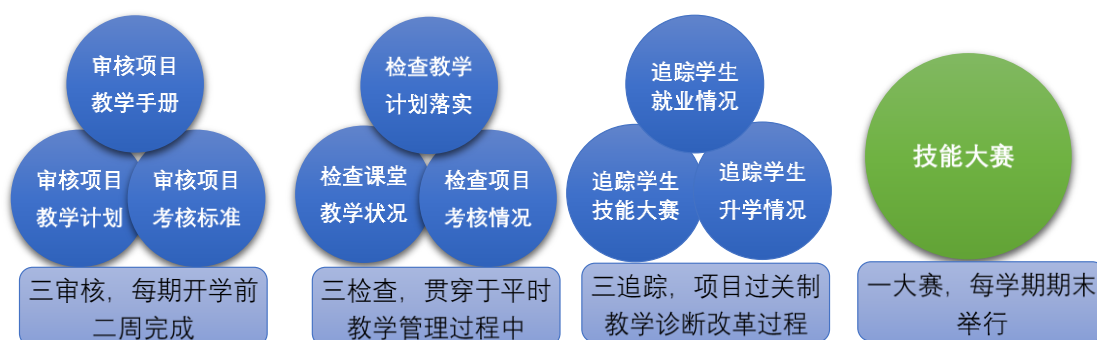 审核项目
教学手册
审核项目
教学计划
审核项目
考核标准
三审核，每期开学前
二周完成
检查教学
计划落实
检查课堂
教学状况
检查项目
考核情况
三检查，贯穿于平时
教学管理过程中
追踪学生
就业情况
追踪学生
技能大赛
追踪学生
升学情况
三追踪，项目过关制
教学诊断改革过程
技能大赛
一大赛，每学期期末
举行